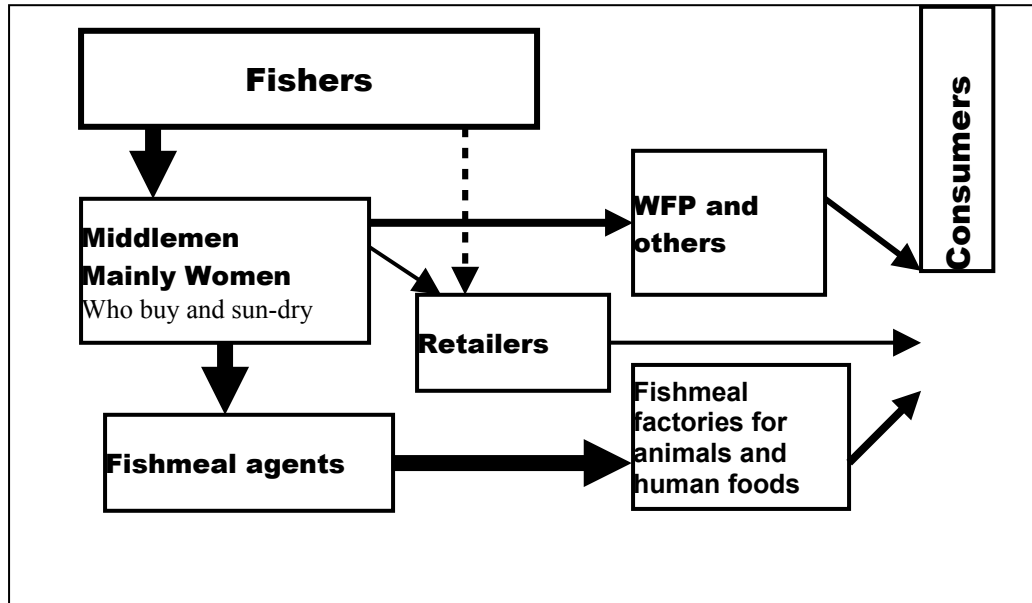 Fishers
Consumers
Middlemen
Mainly Women
Who buy and sun-dry
WFP and
others
Retailers
Fishmeal agents
Fishmeal
factories for
animals and
human foods